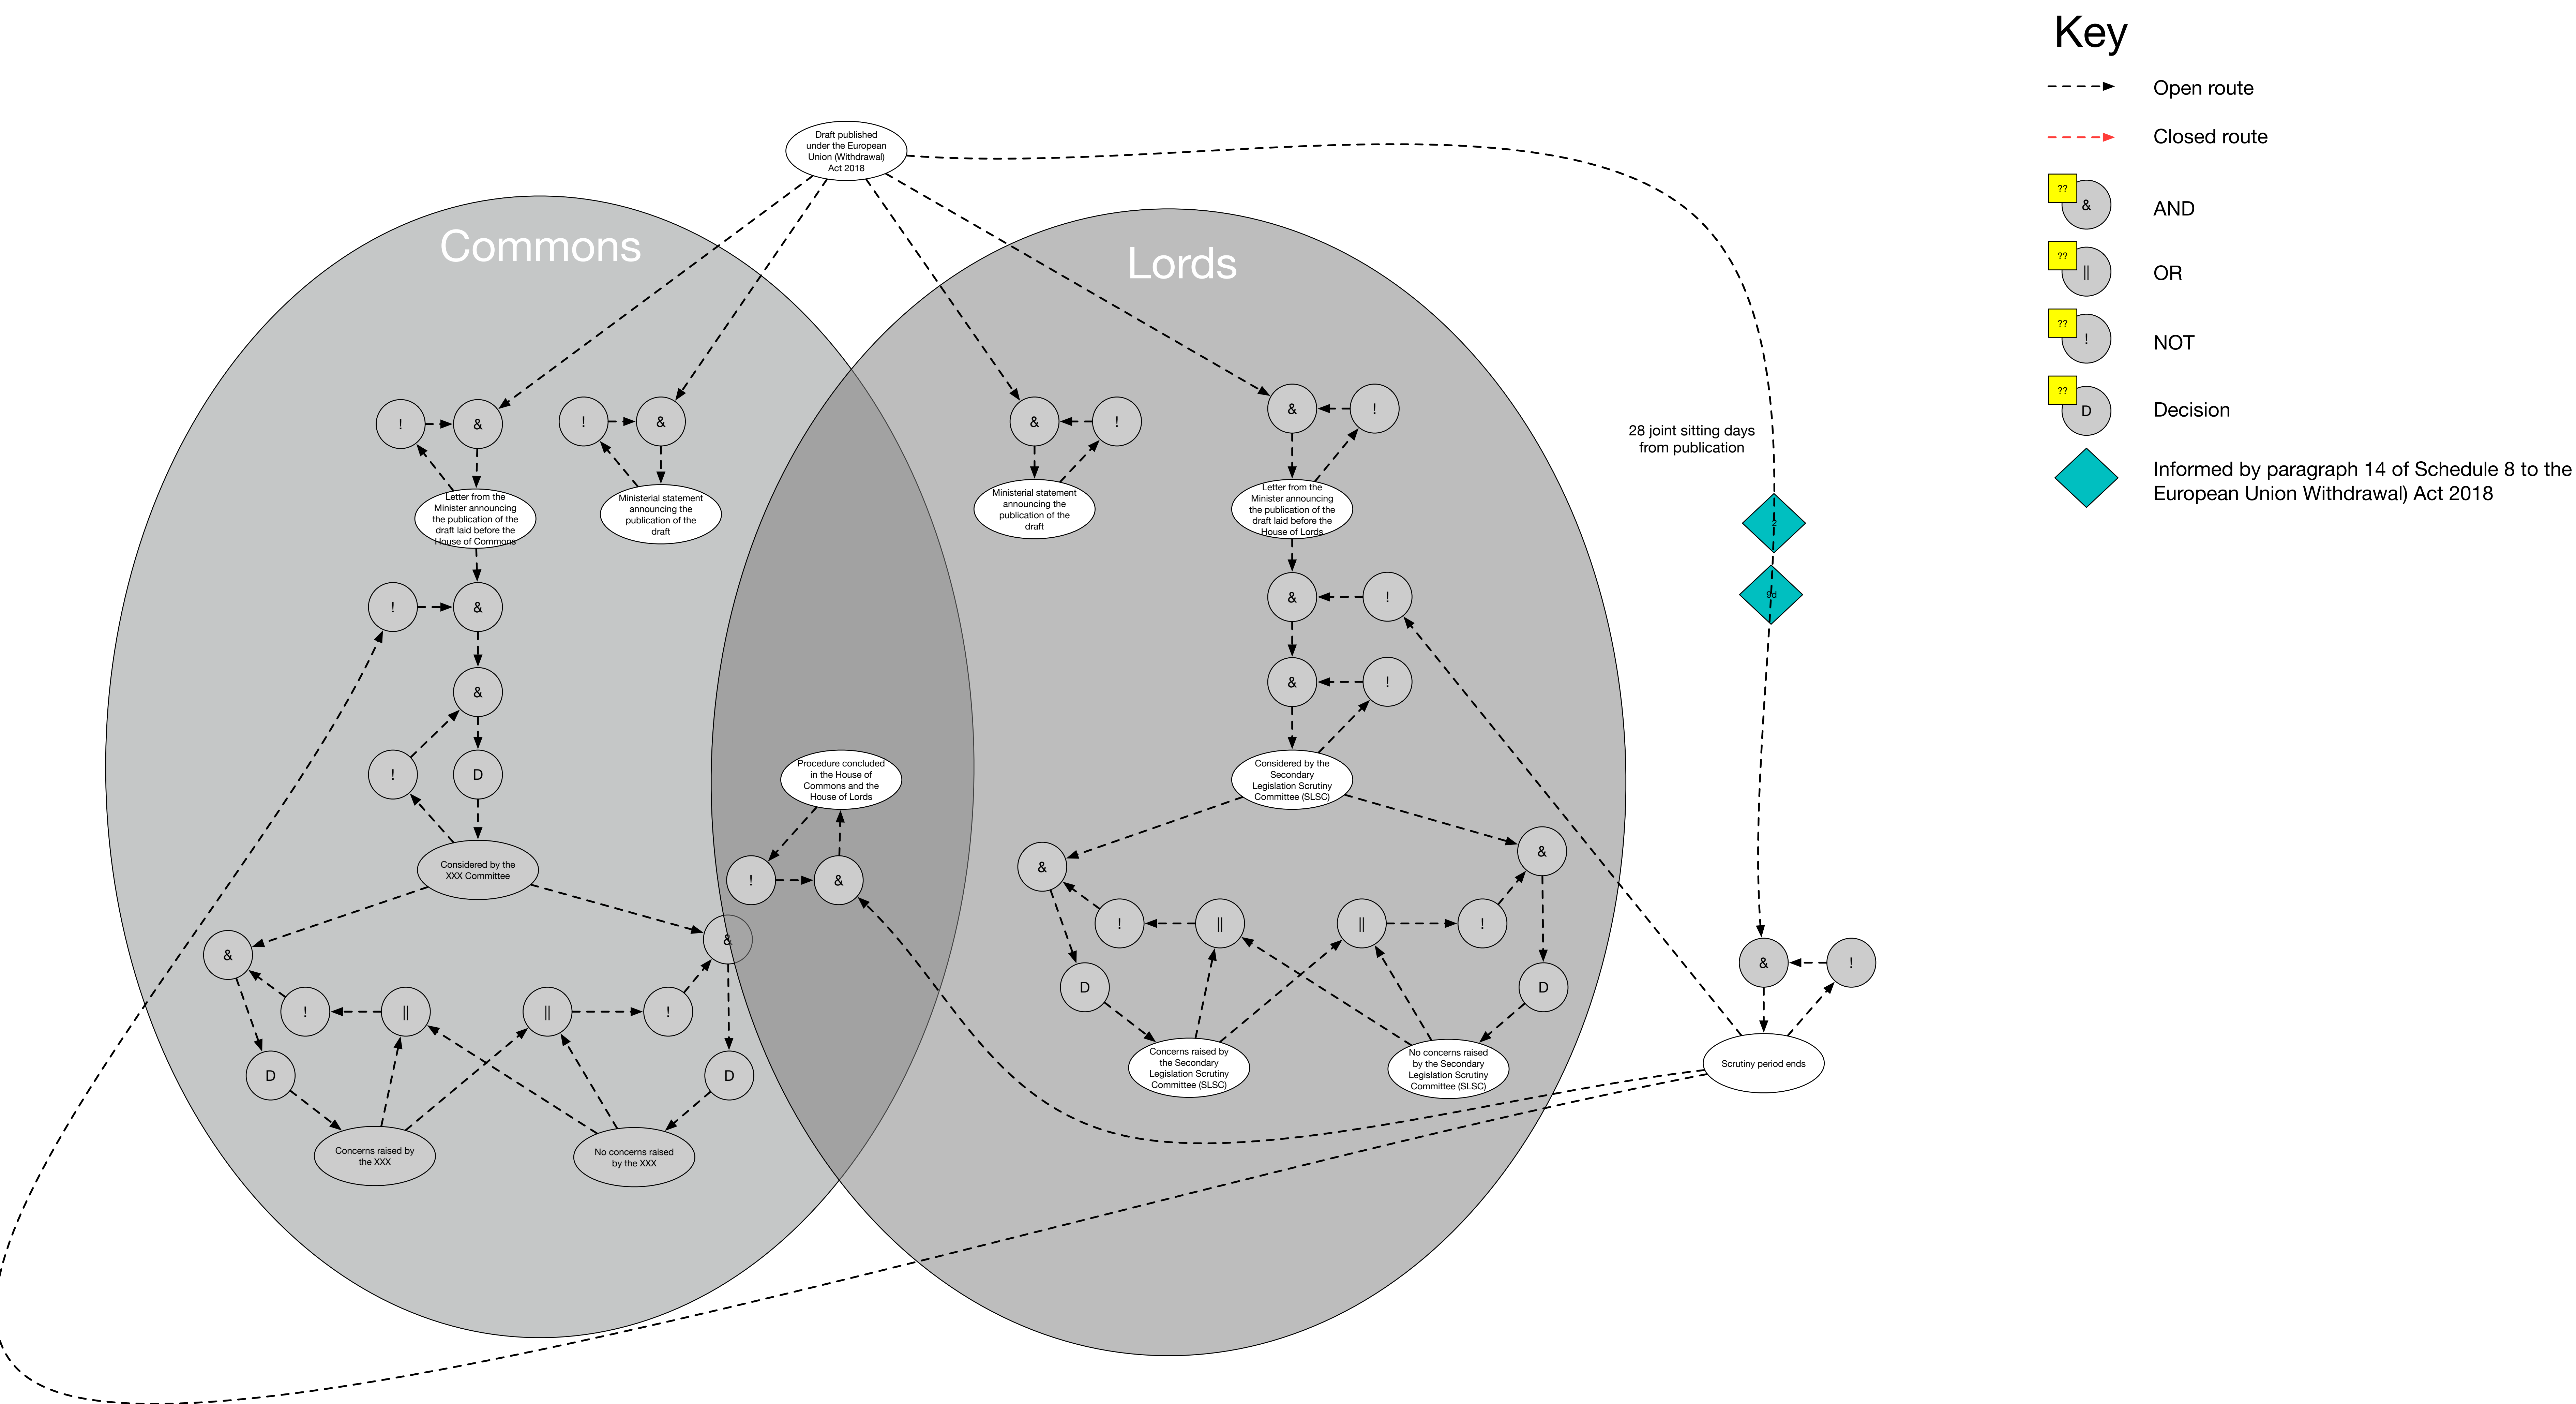 Key
Open route
Closed route
??
&
AND
??
||
OR
??
!
NOT
??
D
Decision
Informed by paragraph 14 of Schedule 8 to the
European Union Withdrawal) Act 2018
Draft published
under the European
Union (Withdrawal)
Act 2018
Commons
Lords
!
&
!
&
&
!
&
!
28 joint sitting days
from publication
Letter from the
Minister announcing
the publication of the
draft laid before the
House of Commons
Ministerial statement
announcing the
publication of the
draft
Ministerial statement
announcing the
publication of the
draft
Letter from the
Minister announcing
the publication of the
draft laid before the
House of Lords
2
9d
!
&
&
!
&
&
!
!
D
Procedure concluded
in the House of
Commons and the
House of Lords
Considered by the
Secondary
Legislation Scrutiny
Committee (SLSC)
Considered by the
XXX Committee
!
&
&
&
&
&
!
||
||
!
!
||
||
!
D
D
D
D
&
!
Concerns raised by
the XXX
No concerns raised
by the XXX
Concerns raised by
the Secondary
Legislation Scrutiny
Committee (SLSC)
No concerns raised
by the Secondary
Legislation Scrutiny
Committee (SLSC)
Scrutiny period ends